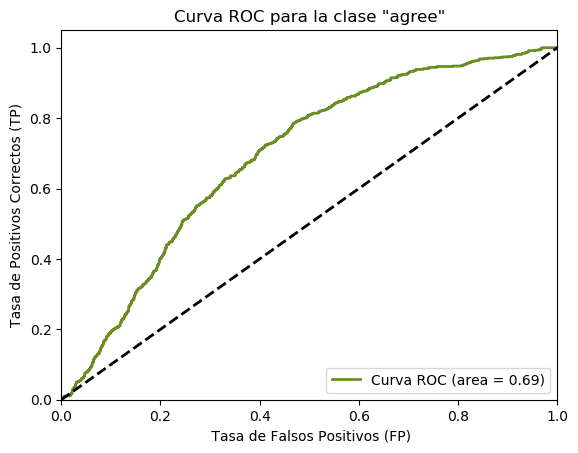 Curva ROC para la clase "agree"
1.0
0.8
0.6
0.4
0.2
0.0
Tasa de Positivos Correctos (TP)
Curva ROC (area = 0.69)
0.0 0.2 0.4 0.6 0.8 1.0
Tasa de Falsos Positivos (FP)